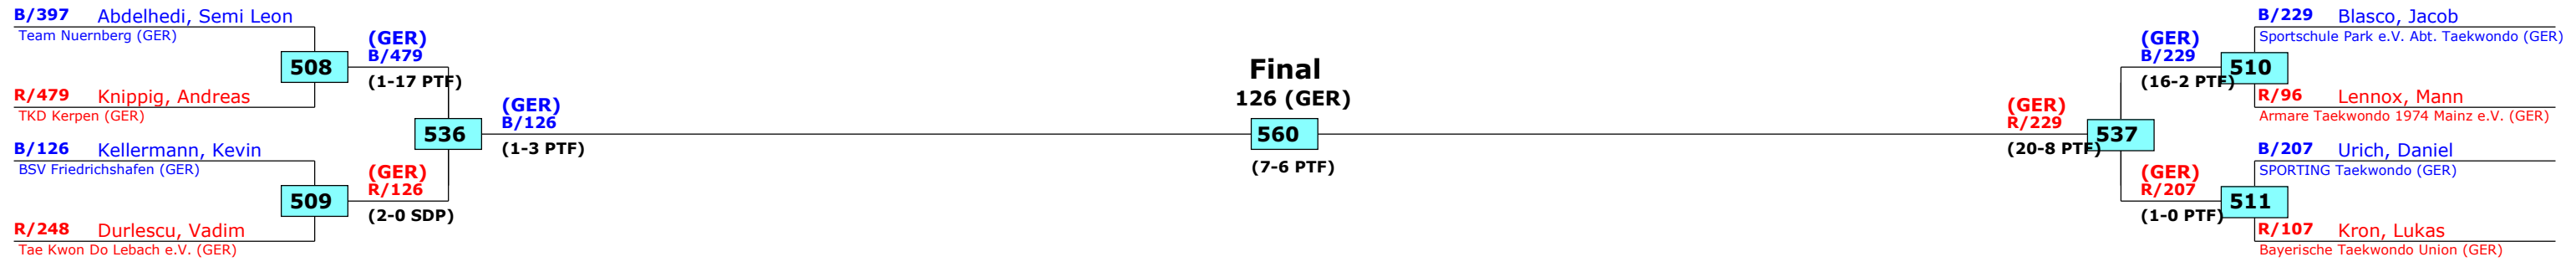 B/397 Abdelhedi, Semi Leon
Team Nuernberg (GER)
508
(GER)
B/479
(1-17 PTF)
R/479 Knippig, Andreas
TKD Kerpen (GER)
536
(GER)
B/126
(1-3 PTF)
B/126 Kellermann, Kevin
BSV Friedrichshafen (GER)
509
(GER)
R/126
(2-0 SDP)
R/248 Durlescu, Vadim
Tae Kwon Do Lebach e.V. (GER)
Final
126 (GER)
560
(7-6 PTF)
B/229 Blasco, Jacob
Sportschule Park e.V. Abt. Taekwondo (GER)
(GER)
B/229
510
(16-2 PTF)
R/96 Lennox, Mann
Armare Taekwondo 1974 Mainz e.V. (GER)
(GER)
R/229
537
(20-8 PTF)
B/207 Urich, Daniel
SPORTING Taekwondo (GER)
(GER)
R/207
511
(1-0 PTF)
R/107 Kron, Lukas
Bayerische Taekwondo Union (GER)